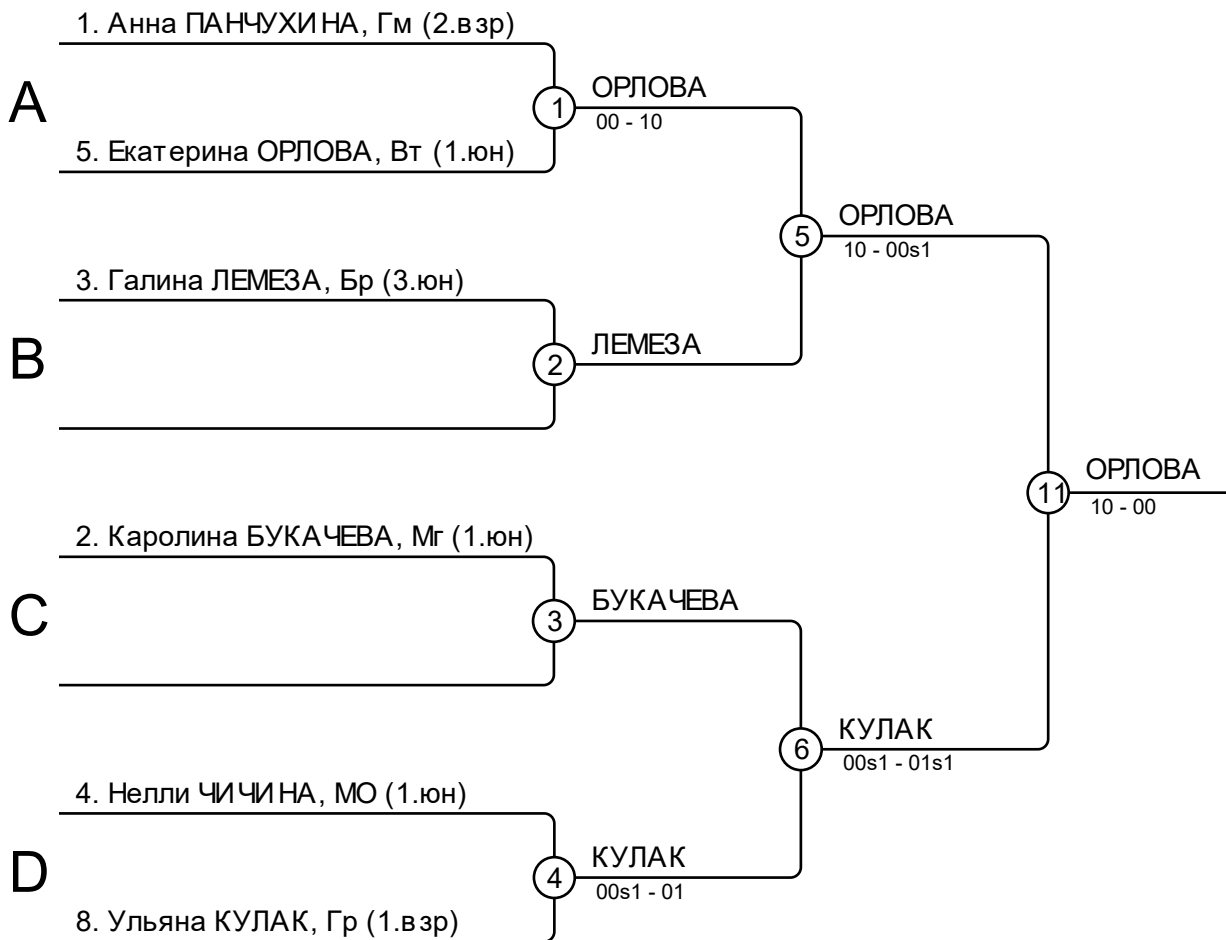 1. Анна ПАНЧУХИНА, Гм (2.взр)
A
1
ОРЛОВА
00 - 10
5. Екатерина ОРЛОВА, Вт (1.юн)
5
ОРЛОВА
10 - 00s1
3. Галина ЛЕМЕЗА, Бр (3.юн)
B
2
ЛЕМЕЗА
11
ОРЛОВА
10 - 00
2. Каролина БУКАЧЕВА, Мг (1.юн)
C
3
БУКАЧЕВА
6
КУЛАК
00s1 - 01s1
4. Нелли ЧИЧИНА, МО (1.юн)
D
4
КУЛАК
00s1 - 01
8. Ульяна КУЛАК, Гр (1.взр)